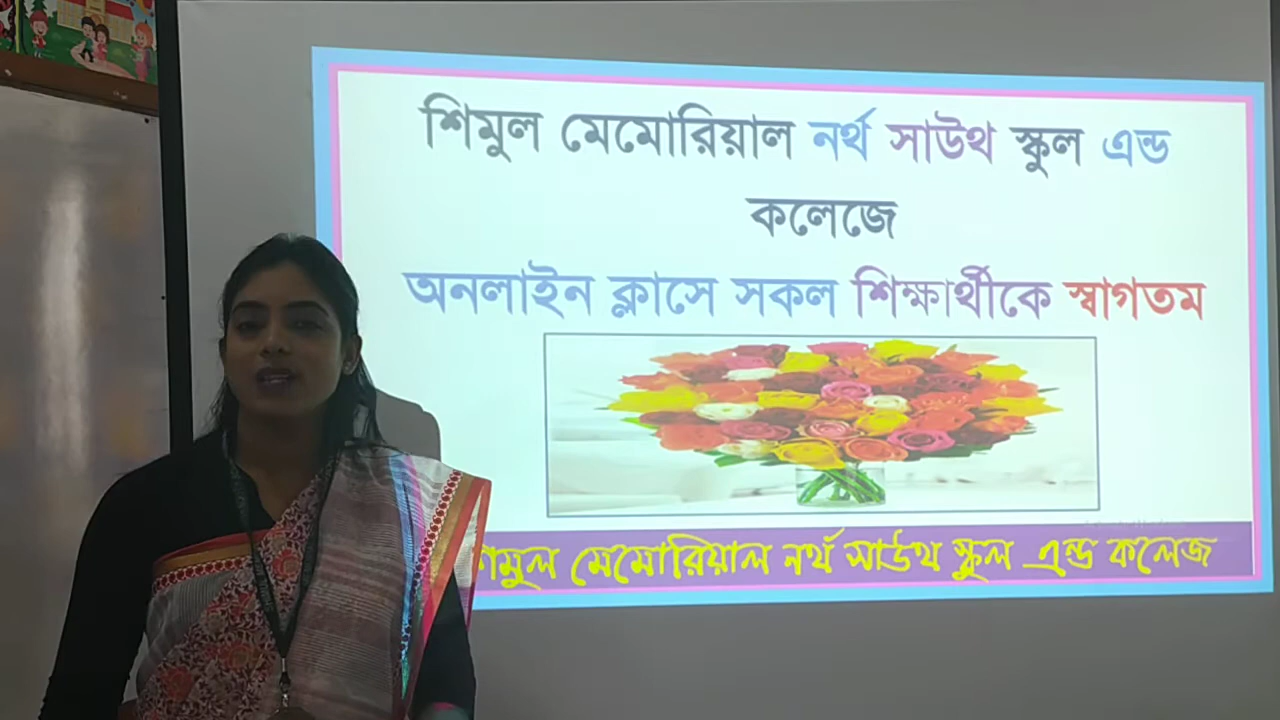 শিমুল মেমোরিয়াল নর্থ সাউথ স্কুল এন্ড
কলেজে
অনলাইন ক্লাসে সকল শিক্ষার্থীকে স্বাগতম
মেমোরিয়াল নর্থ সাউথ স্কুল এন্ড কলেজ